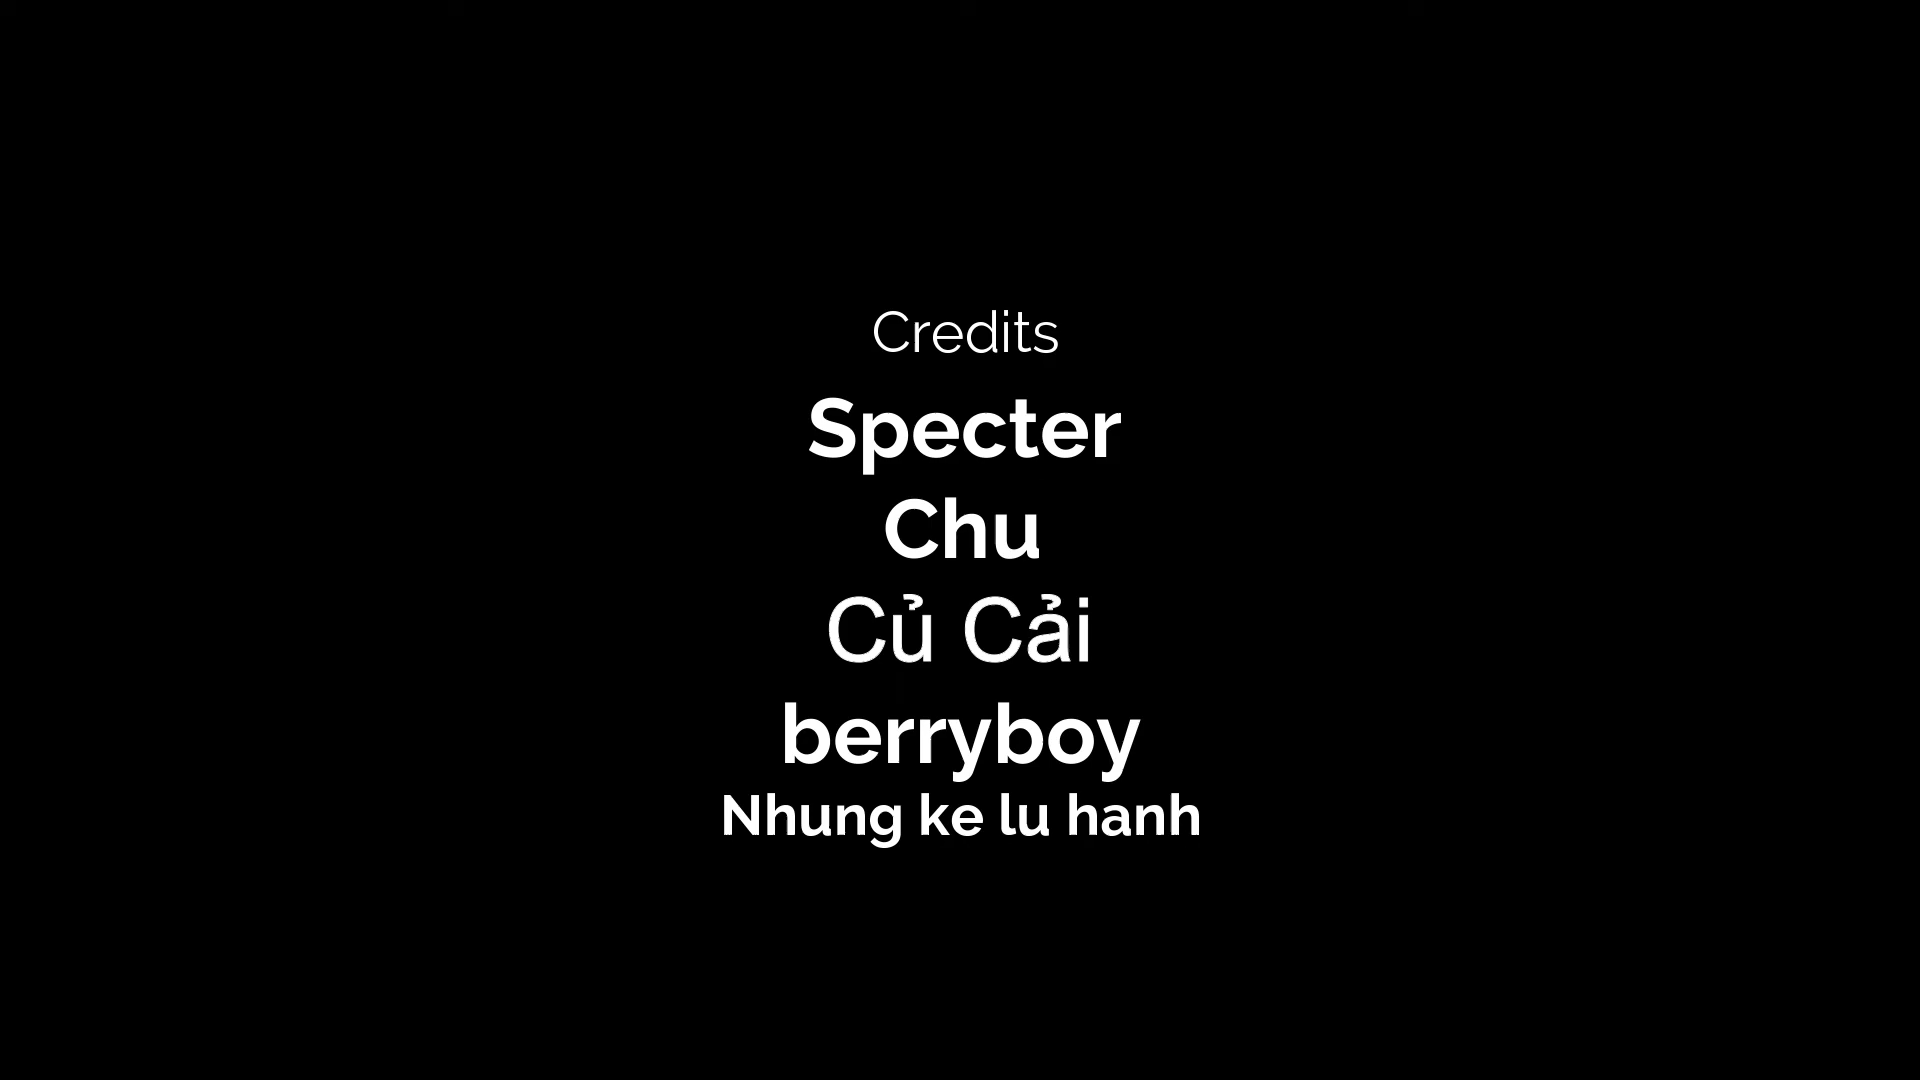 Credits
Specter
Chu
Củ Cải
berryboy
Nhung ke lu hanh